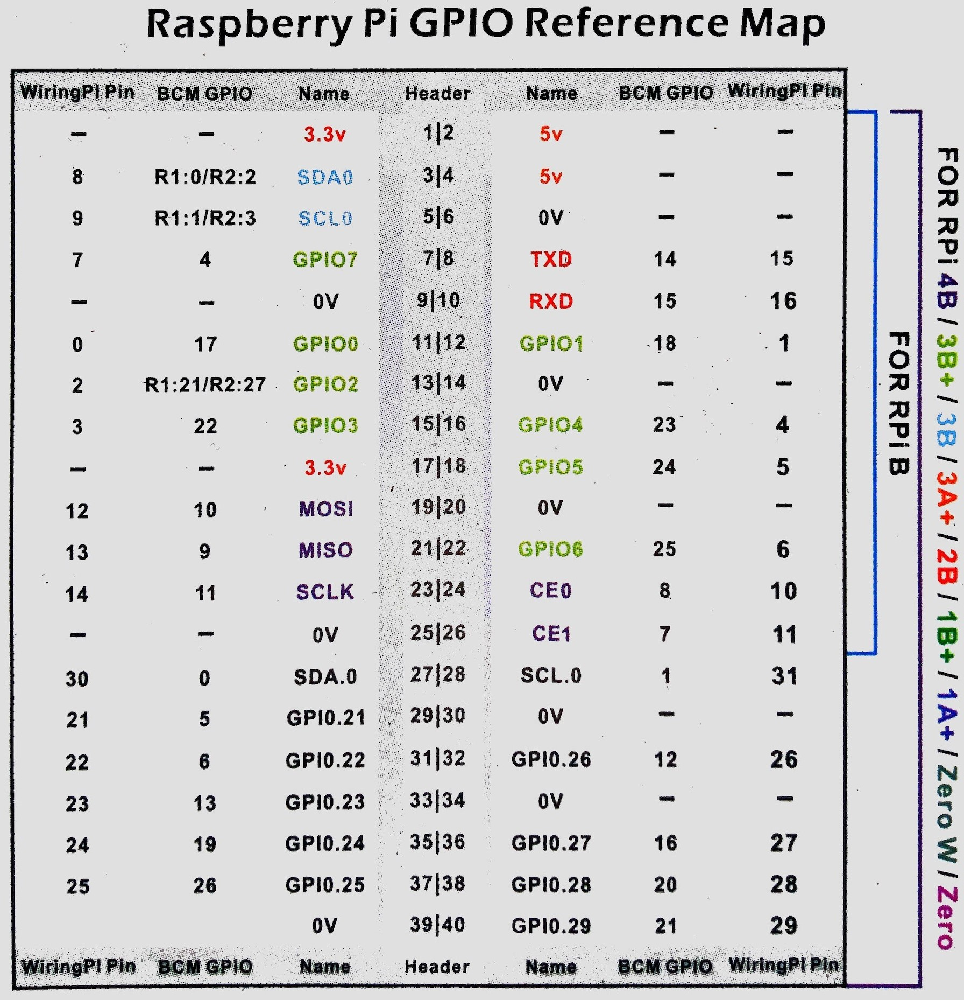 Raspberry Pi GPIO Reference Map
WiringPI Pin BCM GPIO Name Header Name BCM GPIO WiringPI Pin
– – 3.3v 1|2 5v – –
8 R1:0/R2:2 SDA0 3|4 5v – –
9 R1:1/R2:3 SCL0 5|6 0V – –
7 4 GPIO7 7|8 TXD 14 15
– – 0V 9|10 RXD 15 16
0 17 GPIO0 11|12 GPIO1 18 1
2 R1:21/R2:27 GPIO2 13|14 0V – –
3 22 GPIO3 15|16 GPIO4 23 4
– – 3.3v 17|18 GPIO5 24 5
12 10 MOSI 19|20 0V – –
13 9 MISO 21|22 GPIO6 25 6
14 11 SCLK 23|24 CE0 8 10
– – 0V 25|26 CE1 7 11
30 0 SDA.0 27|28 SCL.0 1 31
21 5 GPI0.21 29|30 0V – –
22 6 GPI0.22 31|32 GPI0.26 12 26
23 13 GPI0.23 33|34 0V – –
24 19 GPI0.24 35|36 GPI0.27 16 27
25 26 GPI0.25 37|38 GPI0.28 20 28
0V 39|40 GPI0.29 21 29
WiringPI Pin BCM GPIO Name Header Name BCM GPIO WiringPI Pin
FOR RPi B
FOR RPi 4B / 3B+ / 3B / 3A+ / 2B / 1B+ / 1A+ / Zero W / Zero